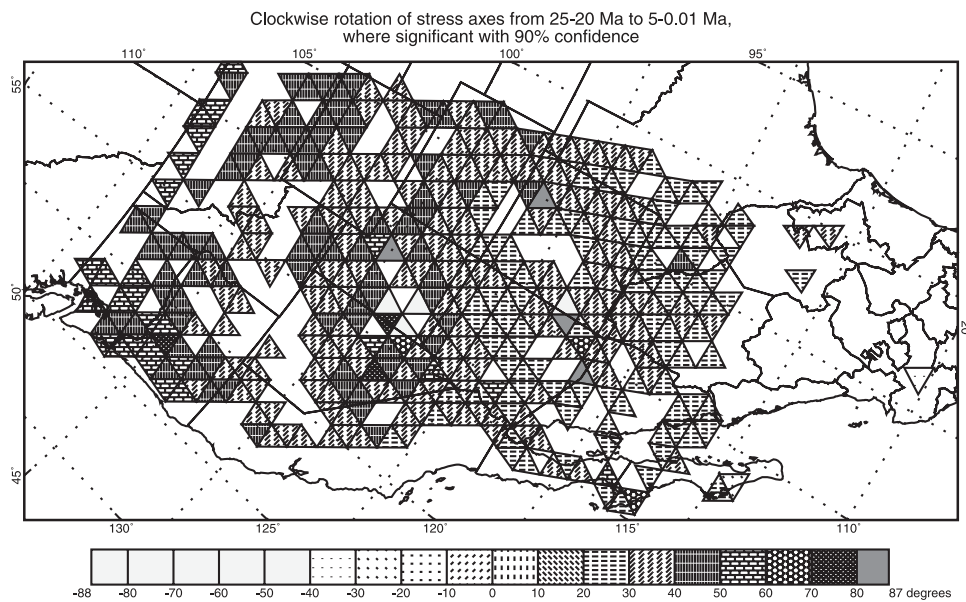 Clockwise rotation of stress axes from 25-20 Ma to 5-0.01 Ma,
where significant with 90% confidence
110° 105° 100° 95°
55°
50
45°
130° 125° 120° 115° 110°
-88 -80 -70 -60 -50 -40 -30 -20 -10 0 10 20 30 40 50 60 70 80 87 degrees